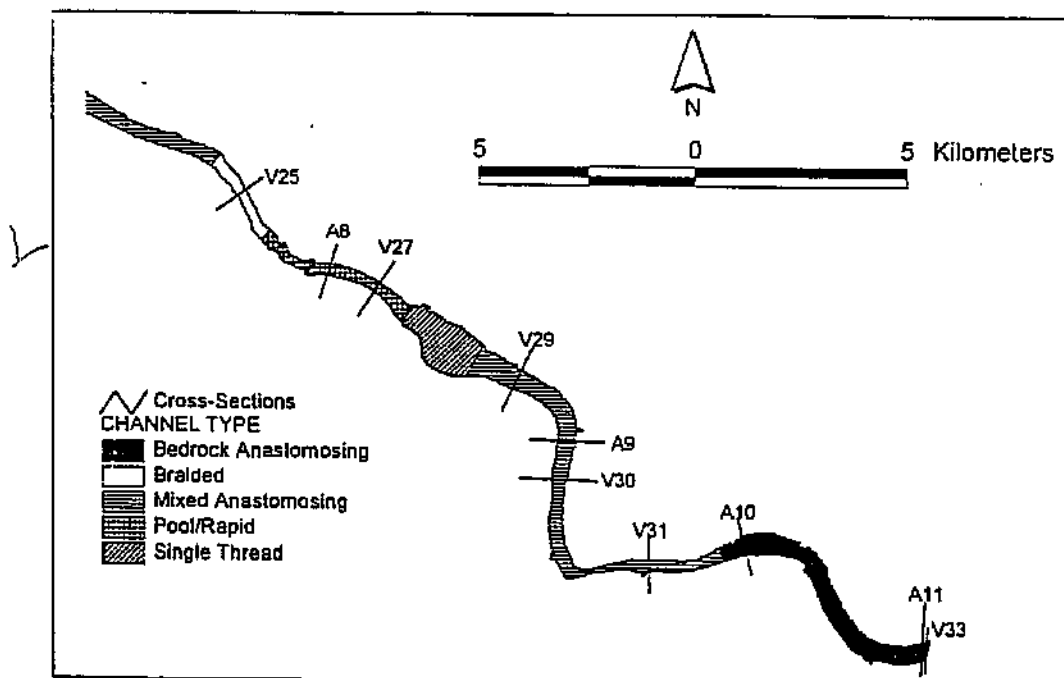 N
5 0 5 Kilometers
V25
A8
V27
V29
A9
V30
V31
A10
A11
V33
Cross-Sections
CHANNEL TYPE
Bedrock Anastomosing
Braided
Mixed Anastomosing
Pool/Rapid
Single Thread